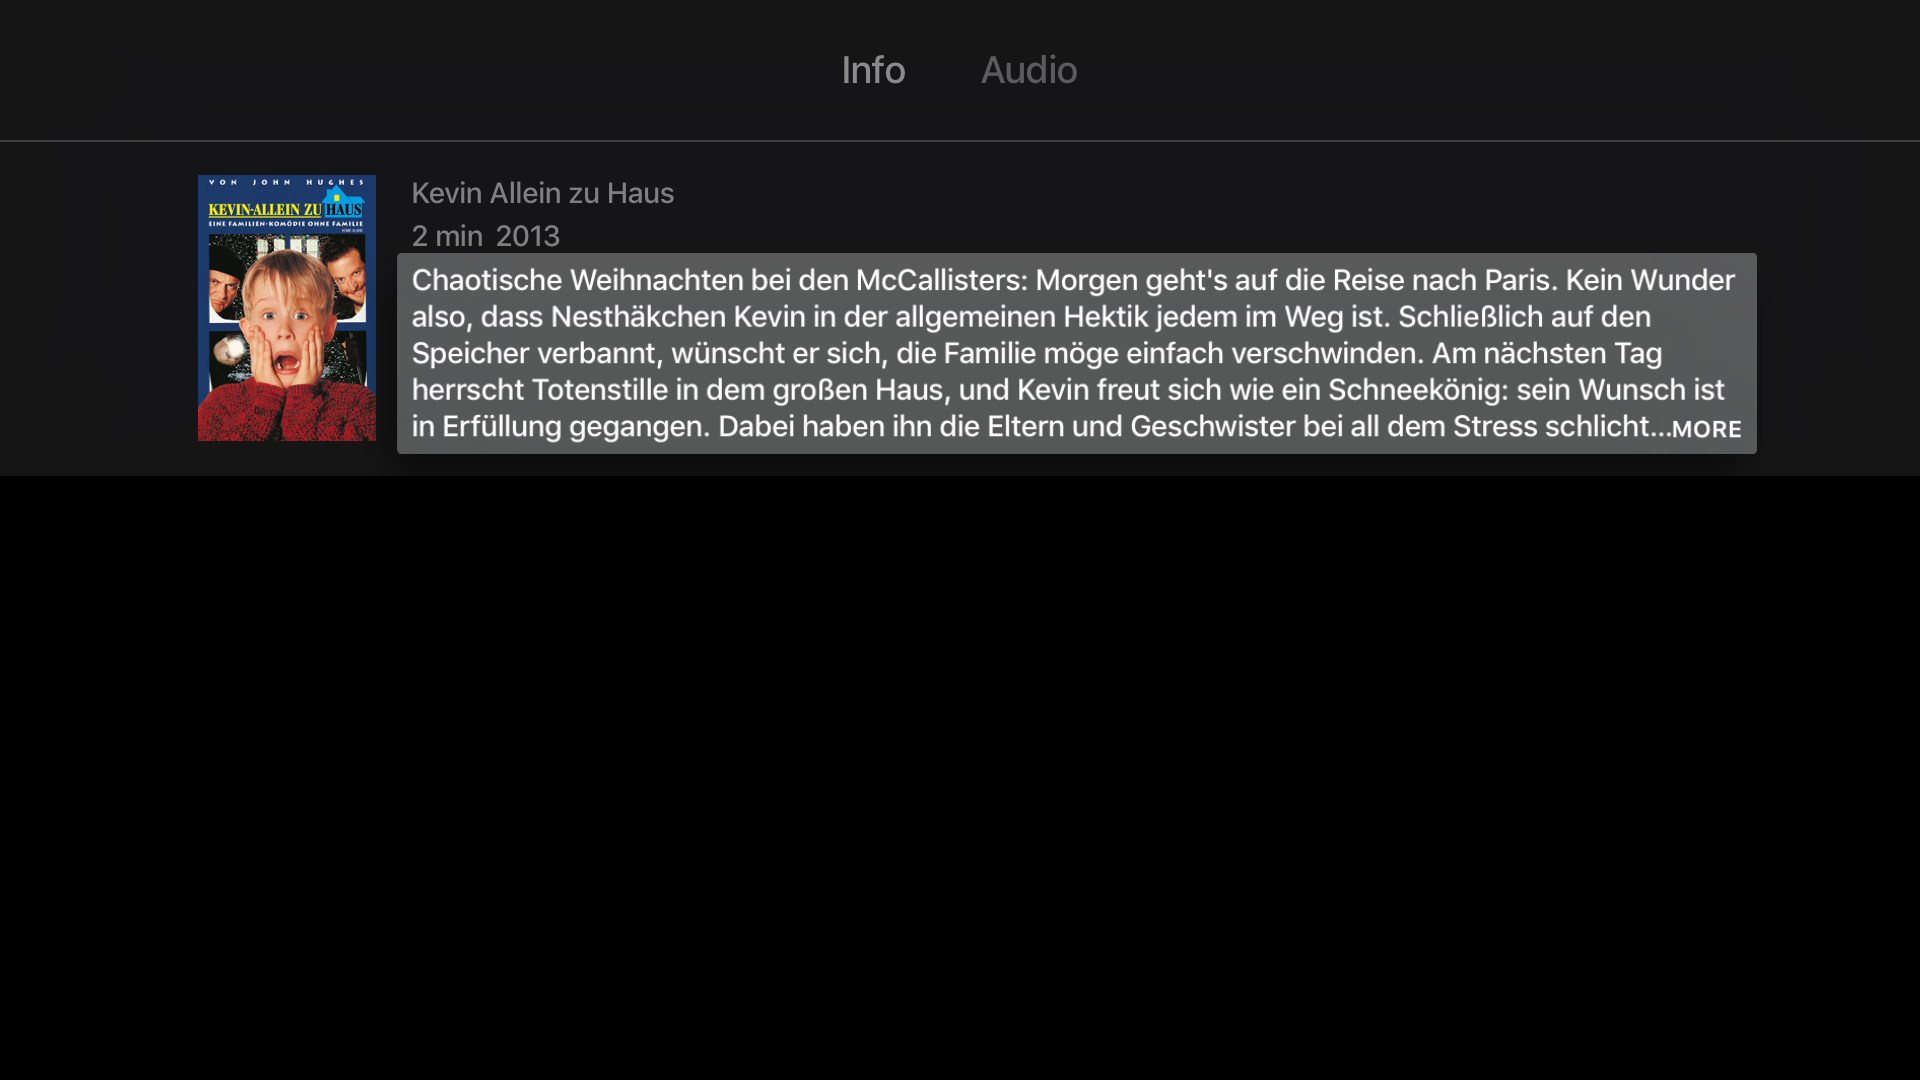 Info Audio
VON JOHN HUGHES
KEVIN-ALLEIN ZU HAUS
EINE FAMILIEN-KOMÖDIE OHNE FAMILIE
HOME ALONE
Kevin Allein zu Haus
2 min 2013
Chaotische Weihnachten bei den McCallisters: Morgen geht's auf die Reise nach Paris. Kein Wunder
also, dass Nesthäkchen Kevin in der allgemeinen Hektik jedem im Weg ist. Schließlich auf den
Speicher verbannt, wünscht er sich, die Familie möge einfach verschwinden. Am nächsten Tag
herrscht Totenstille in dem großen Haus, und Kevin freut sich wie ein Schneekönig: sein Wunsch ist
in Erfüllung gegangen. Dabei haben ihn die Eltern und Geschwister bei all dem Stress schlicht...MORE